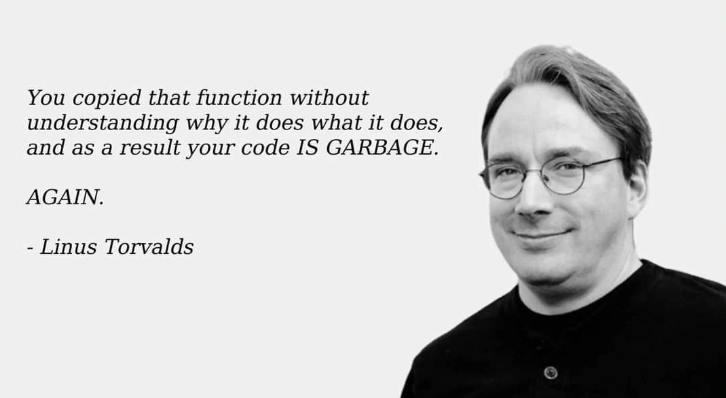 You copied that function without
understanding why it does what it does,
and as a result your code IS GARBAGE.
AGAIN.
- Linus Torvalds